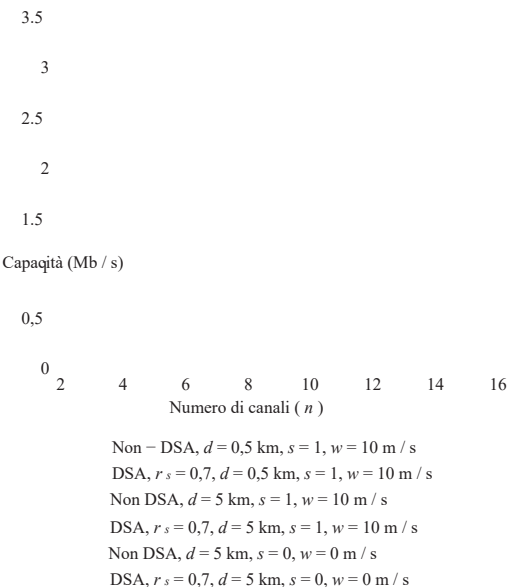 3.5
3
2.5
2
1.5
Capacità (Mb / s)
0,5
0
2 4 6 8 10 12 14 16
Numero di canali ( n )
Non − DSA, d = 0,5 km, s = 1, w = 10 m / s
DSA, r s = 0,7, d = 0,5 km, s = 1, w = 10 m / s
Non DSA, d = 5 km, s = 1, w = 10 m / s
DSA, r s = 0,7, d = 5 km, s = 1, w = 10 m / s
Non DSA, d = 5 km, s = 0, w = 0 m / s
DSA, r s = 0,7, d = 5 km, s = 0, w = 0 m / s